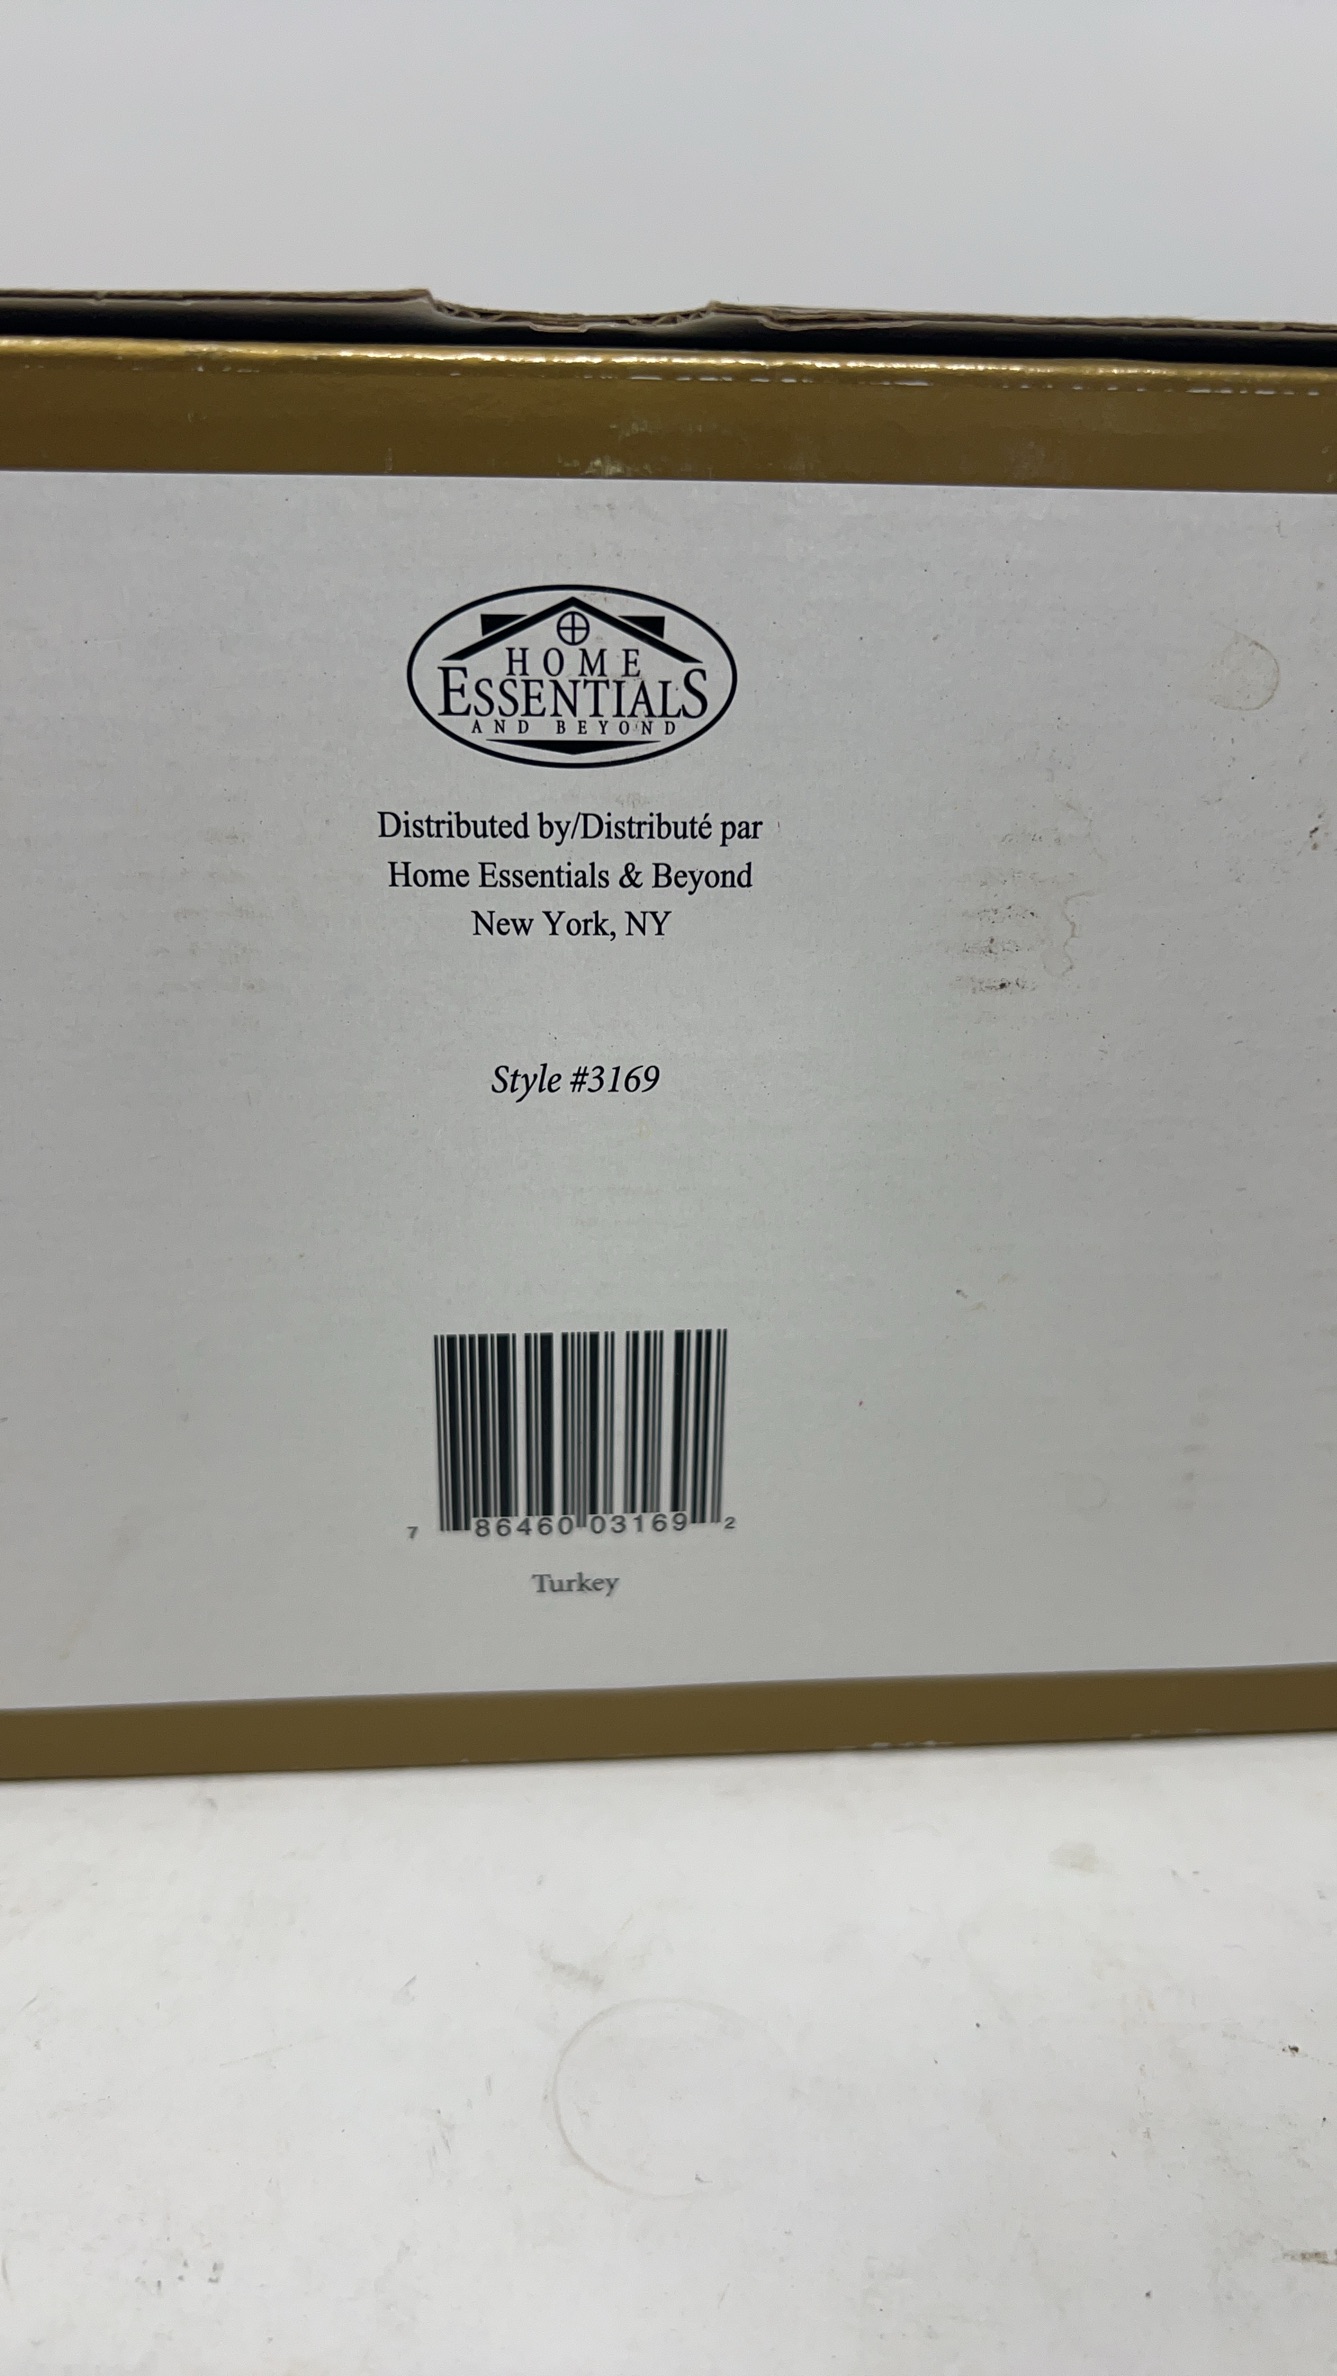 HOME
ESSENTIALS
AND BEYOND
Distributed by/Distribué par
Home Essentials & Beyond
New York, NY
Style #3169
7 86460 03169 2
Turkey